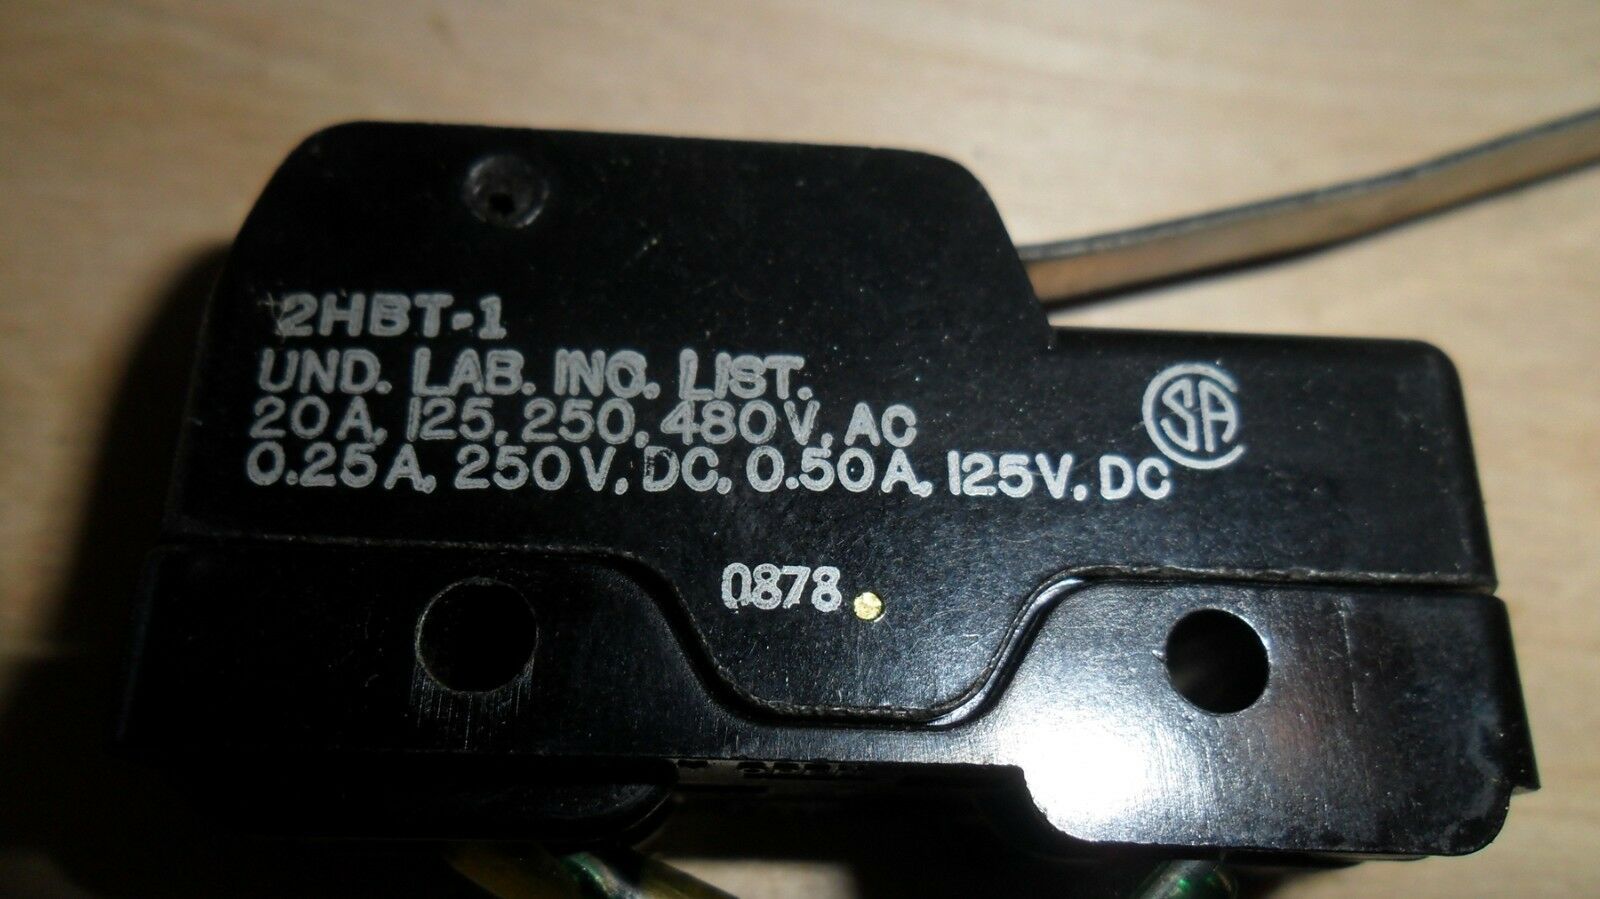 2HBT-1
UND. LAB. INC. LIST.
20A, 125, 250, 480V, AC
0.25A, 250V, DC, 0.50A, 125V, DC
CSA
0878